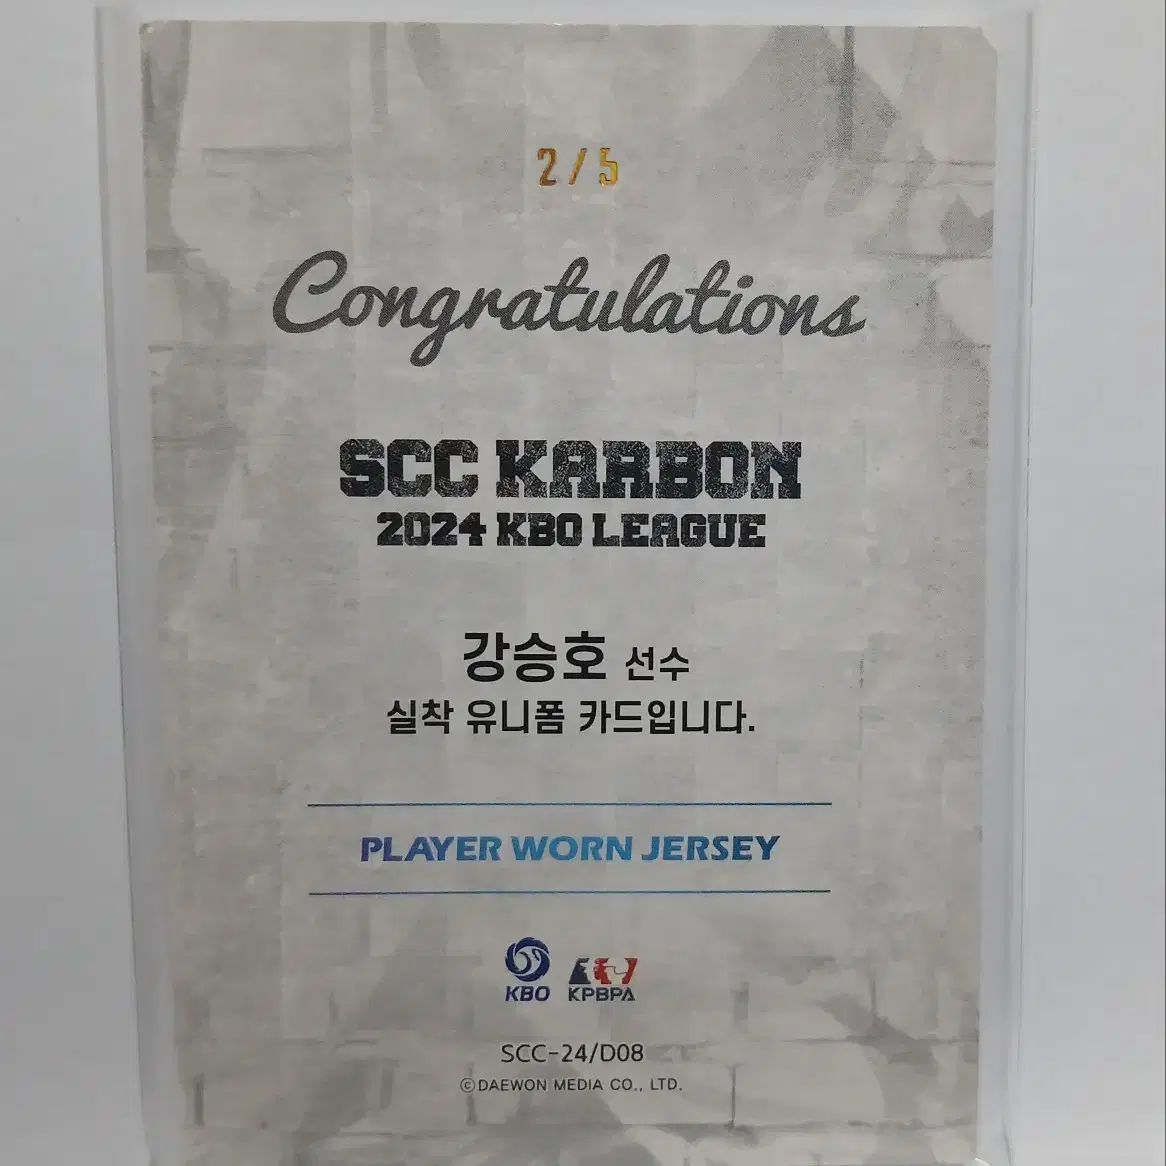 2/5
Congratulations
SCC KARBON
2024 KBO LEAGUE
강승호 선수
실착 유니폼 카드입니다.
PLAYER WORN JERSEY
KBO KPBPA
SCC-24/D08
©DAEWON MEDIA CO., LTD.